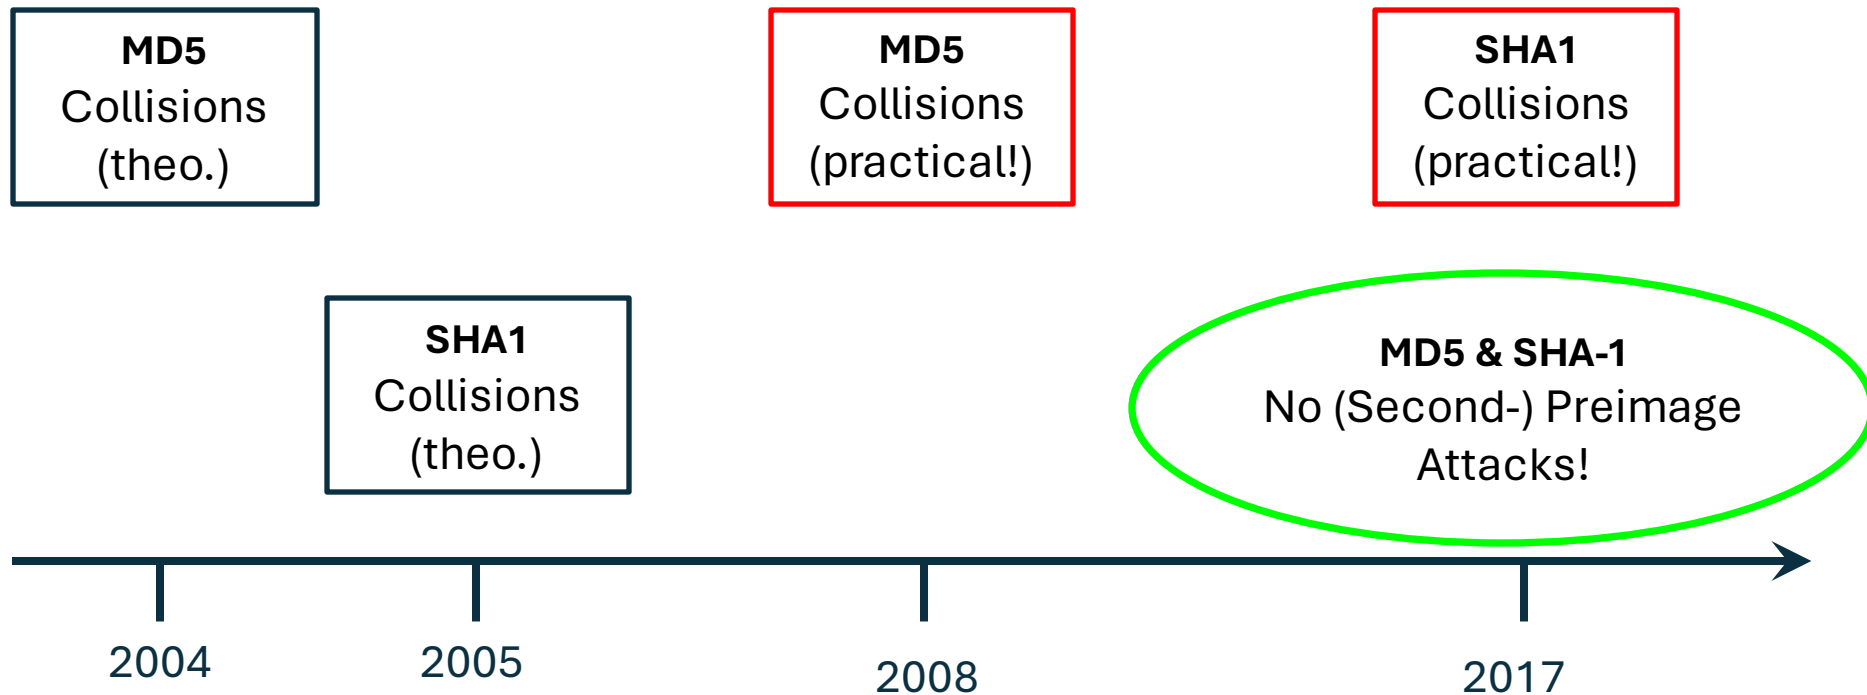 MD5
Collisions
(theo.)
MD5
Collisions
(practical!)
SHA1
Collisions
(practical!)
SHA1
Collisions
(theo.)
MD5 & SHA-1
No (Second-) Preimage
Attacks!
2004
2005
2008
2017